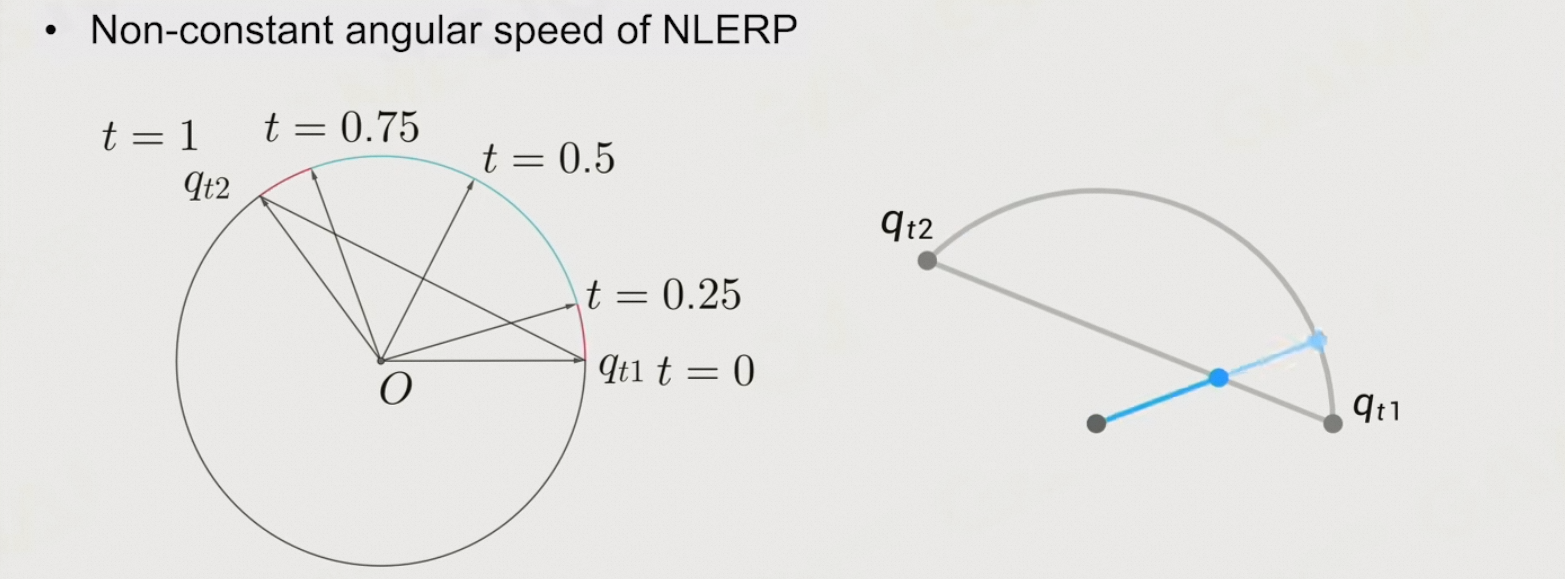 • Non-constant angular speed of NLERP
t = 1
t = 0.75
t = 0.5
q_{t2}
t = 0.25
q_{t1} t = 0
O
q_{t2}
q_{t1}